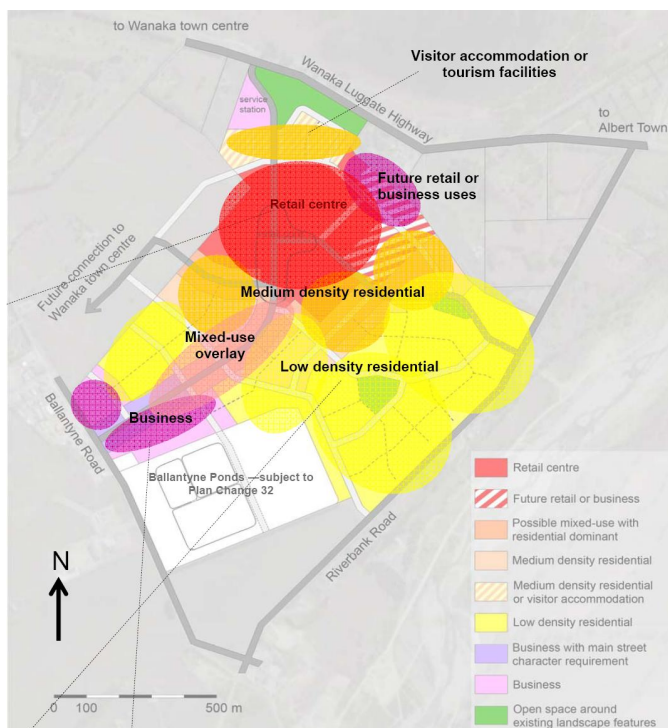 to Wanaka town centre
Visitor accommodation or
tourism facilities
Wanaka Luggate Highway
service
station
to
Albert Town
Future retail or
business uses
Retail centre
Future connection to
Wanaka town centre
Medium density residential
Mixed-use
overlay
Low density residential
Business
Ballantyne Road
Ballantyne Ponds —subject to
Plan Change 32
Riverbank Road
N
0 100 500 m
Retail centre
Future retail or business
Possible mixed-use with
residential dominant
Medium density residential
Medium density residential
or visitor accommodation
Low density residential
Business with main street
character requirement
Business
Open space around
existing landscape features